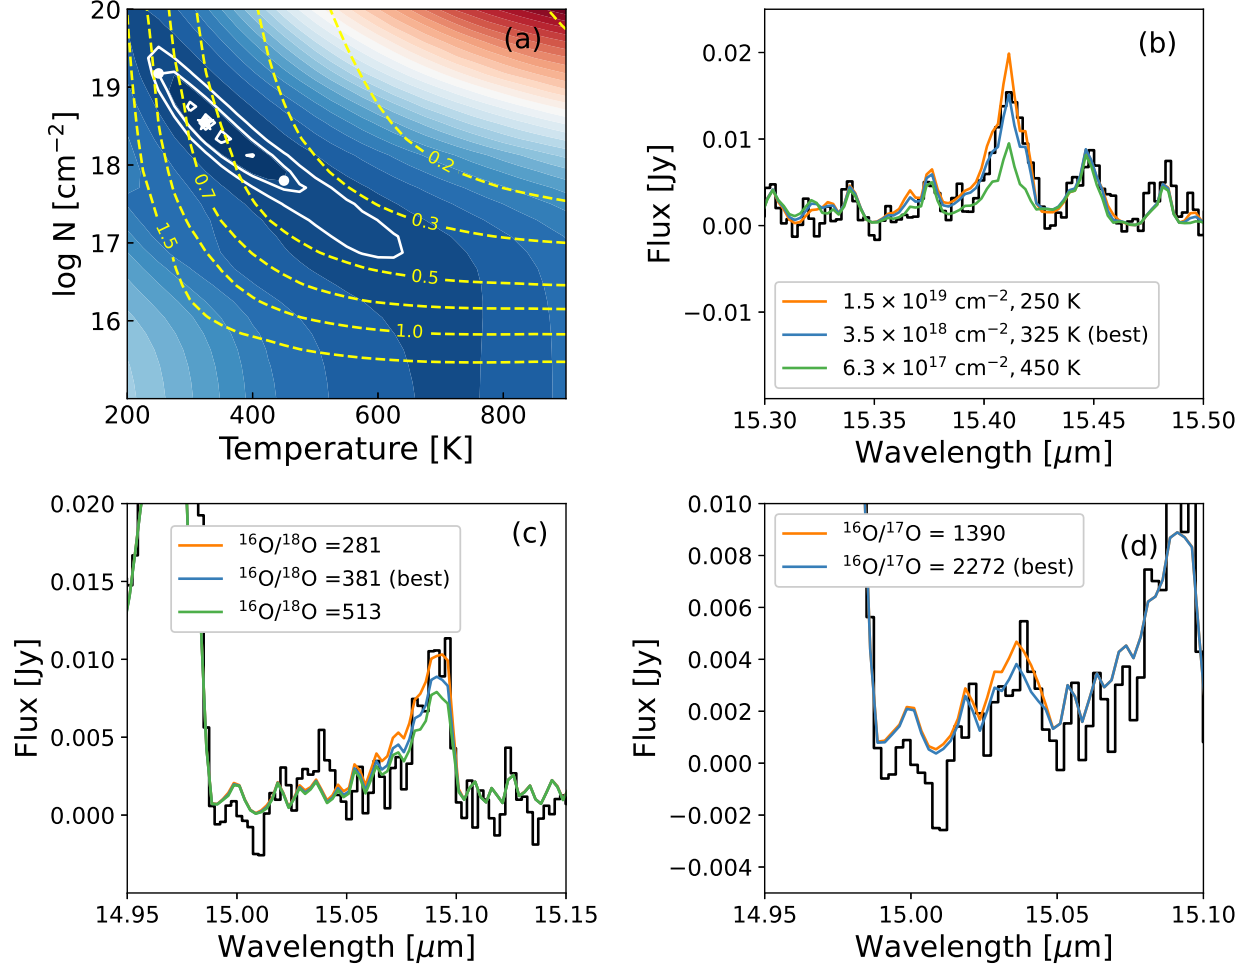 (a)
20
19
18
17
16
log N [cm⁻²]
0.2
0.3
0.5
0.7
1.0
1.5
200
400
600
800
Temperature [K]
(b)
0.02
0.01
0.00
−0.01
Flux [Jy]
1.5 × 10¹⁹ cm⁻², 250 K
3.5 × 10¹⁸ cm⁻², 325 K (best)
6.3 × 10¹⁷ cm⁻², 450 K
15.30
15.35
15.40
15.45
15.50
Wavelength [μm]
(c)
0.020
0.015
0.010
0.005
0.000
Flux [Jy]
¹⁶O/¹⁸O =281
¹⁶O/¹⁸O =381 (best)
¹⁶O/¹⁸O =513
14.95
15.00
15.05
15.10
15.15
Wavelength [μm]
(d)
0.010
0.008
0.006
0.004
0.002
0.000
−0.002
−0.004
Flux [Jy]
¹⁶O/¹⁷O = 1390
¹⁶O/¹⁷O = 2272 (best)
14.95
15.00
15.05
15.10
Wavelength [μm]